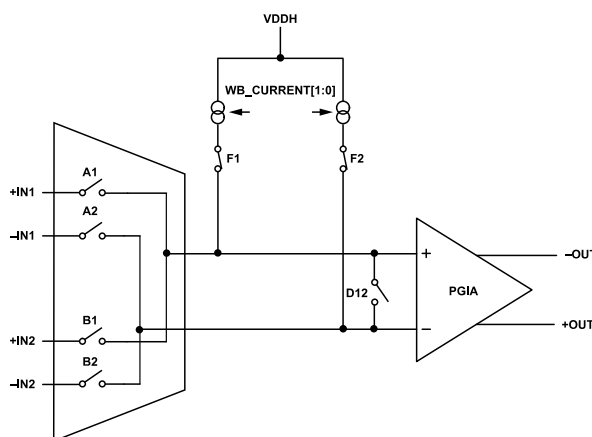 VDDH
WB_CURRENT[1:0]
F1
F2
A1
+IN1
A2
–IN1
+
–OUT
PGIA
D12
B1
–
+OUT
+IN2
B2
–IN2